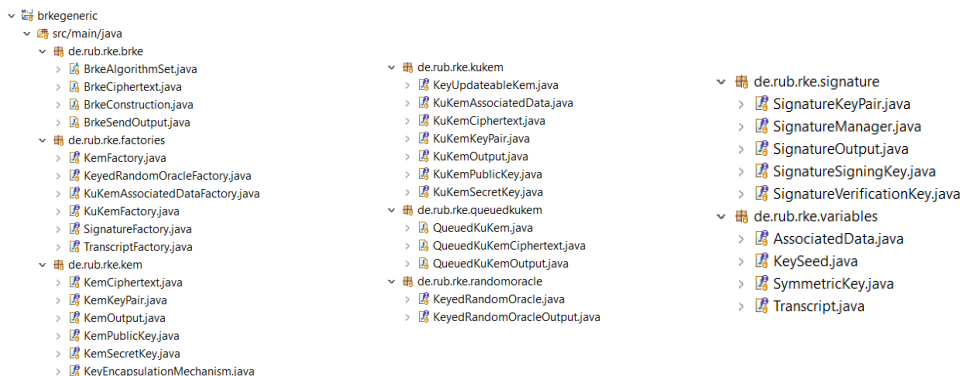 brkegeneric
src/main/java
de.rub.rke.brke
BrkeAlgorithmSet.java
BrkeCiphertext.java
BrkeConstruction.java
BrkeSendOutput.java
de.rub.rke.factories
KemFactory.java
KeyedRandomOracleFactory.java
KuKemAssociatedDataFactory.java
KuKemFactory.java
SignatureFactory.java
TranscriptFactory.java
de.rub.rke.kem
KemCiphertext.java
KemKeyPair.java
KemOutput.java
KemPublicKey.java
KemSecretKey.java
KeyEncapsulationMechanism.java
de.rub.rke.kukem
KeyUpdateableKem.java
KuKemAssociatedData.java
KuKemCiphertext.java
KuKemKeyPair.java
KuKemOutput.java
KuKemPublicKey.java
KuKemSecretKey.java
de.rub.rke.queuedkukem
QueuedKuKem.java
QueuedKuKemCiphertext.java
QueuedKuKemOutput.java
de.rub.rke.randomoracle
KeyedRandomOracle.java
KeyedRandomOracleOutput.java
de.rub.rke.signature
SignatureKeyPair.java
SignatureManager.java
SignatureOutput.java
SignatureSigningKey.java
SignatureVerificationKey.java
de.rub.rke.variables
AssociatedData.java
KeySeed.java
SymmetricKey.java
Transcript.java